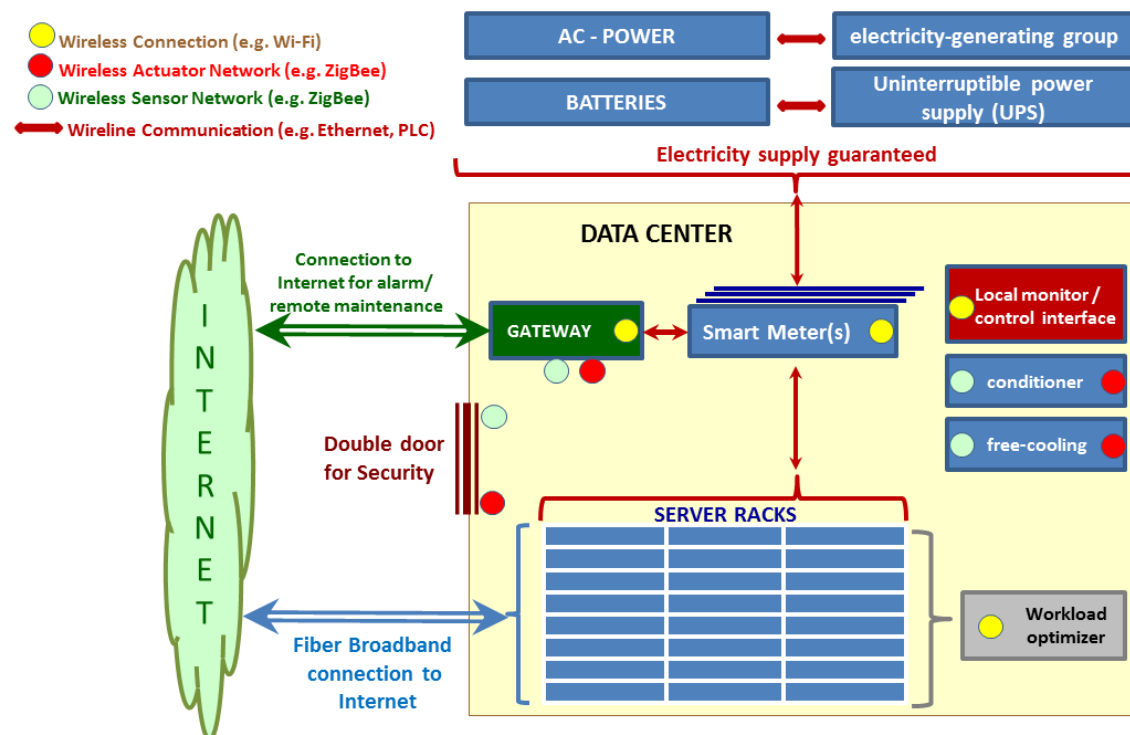 Wireless Connection (e.g. Wi-Fi)
Wireless Actuator Network (e.g. ZigBee)
Wireless Sensor Network (e.g. ZigBee)
Wireline Communication (e.g. Ethernet, PLC)
AC - POWER
electricity-generating group
BATTERIES
Uninterruptible power
supply (UPS)
Electricity supply guaranteed
DATA CENTER
Connection to
Internet for alarm/
remote maintenance
INTERNET
GATEWAY
Smart Meter(s)
Local monitor /
control interface
conditioner
free-cooling
Double door
for Security
SERVER RACKS
Fiber Broadband
connection to
Internet
Workload
optimizer